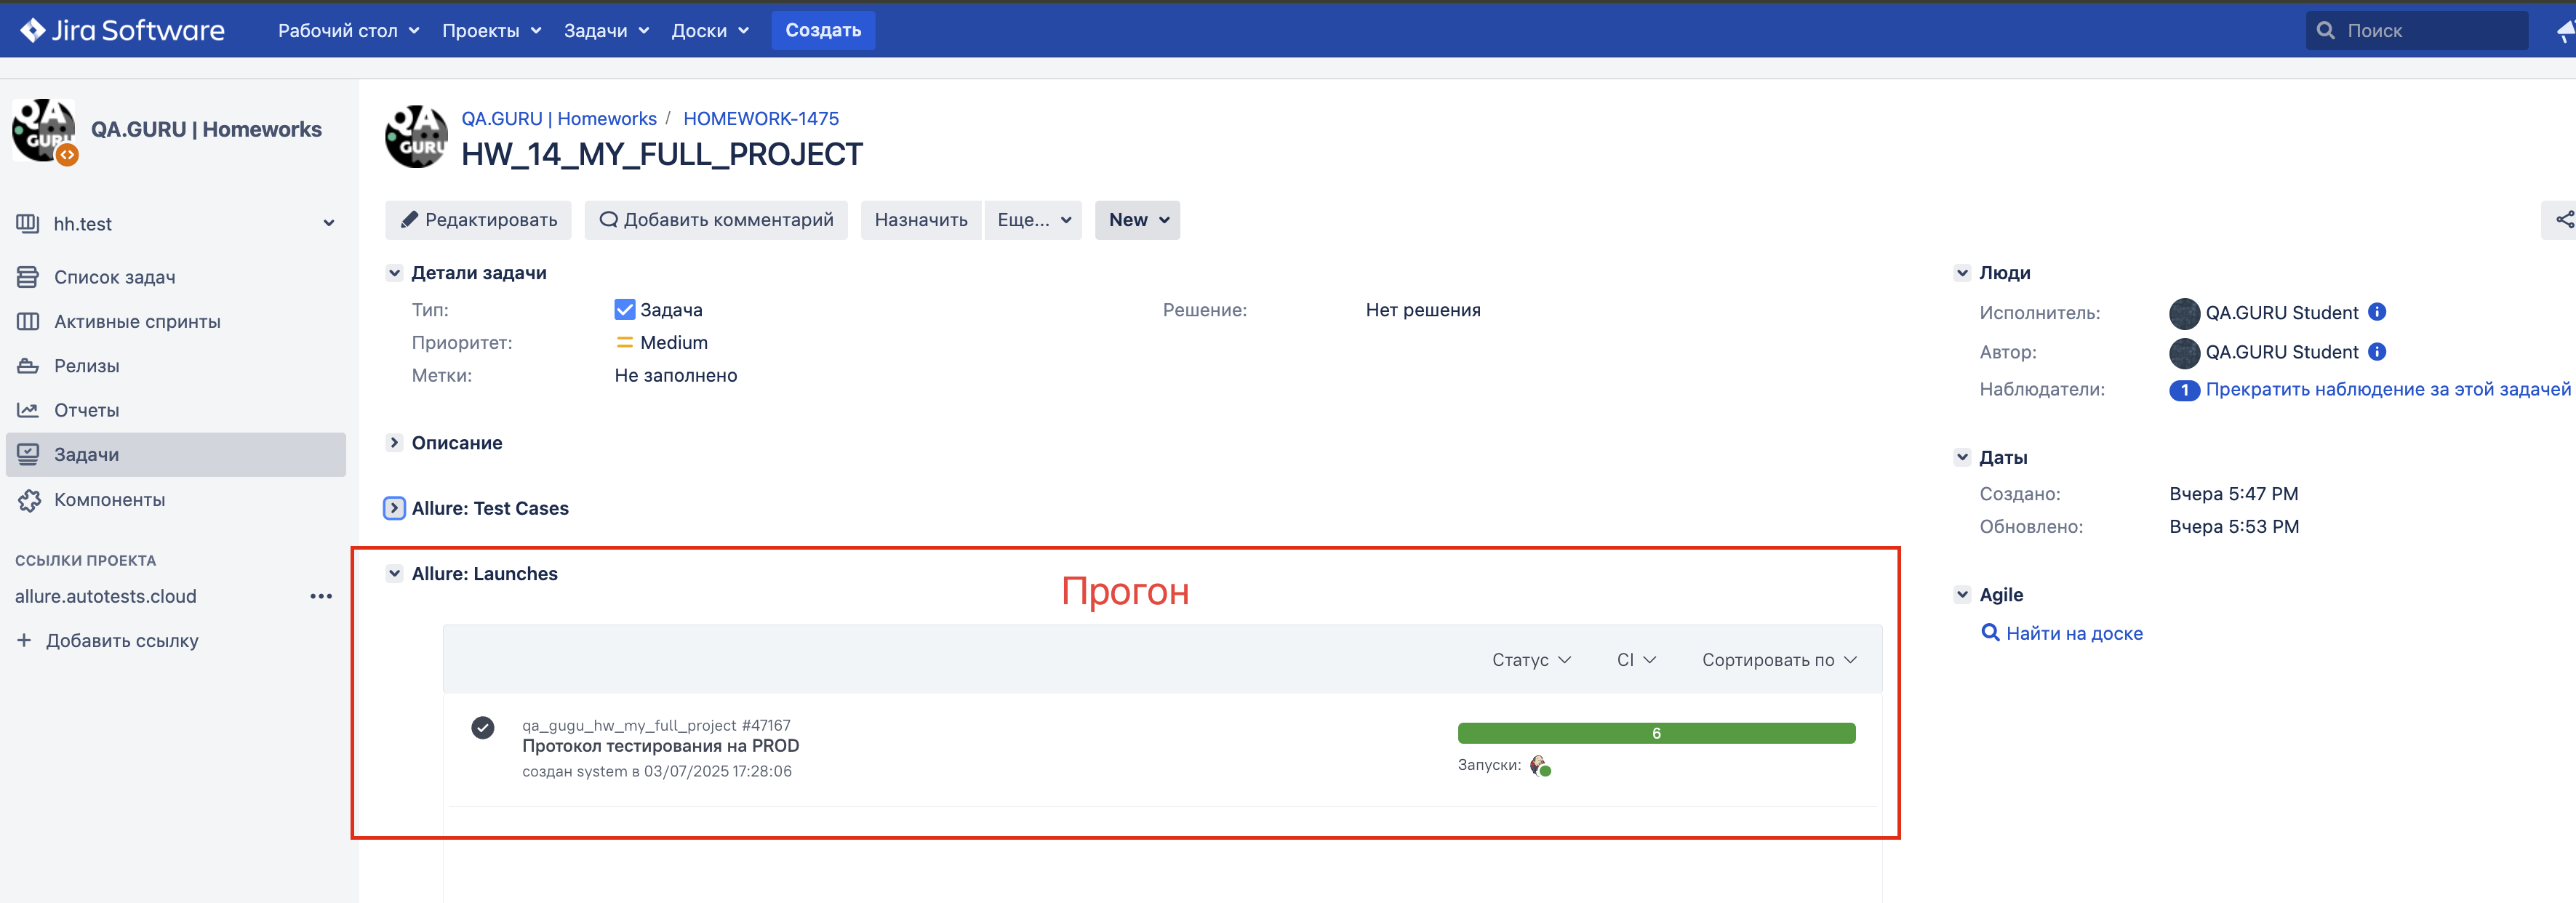 Jira Software Рабочий стол Проекты Задачи Доски Создать Поиск
QA GURU
QA.GURU | Homeworks
hh.test
Список задач
Активные спринты
Релизы
Отчеты
Задачи
Компоненты
ССЫЛКИ ПРОЕКТА
allure.autotests.cloud
+ Добавить ссылку
QA GURU
QA.GURU | Homeworks / HOMEWORK-1475
HW_14_MY_FULL_PROJECT
Редактировать Добавить комментарий Назначить Еще... New
Детали задачи
Тип: Задача
Приоритет: Medium
Метки: Не заполнено
Решение: Нет решения
Описание
Allure: Test Cases
Allure: Launches
Прогон
Статус CI Сортировать по
qa_gugu_hw_my_full_project #47167
Протокол тестирования на PROD
создан system в 03/07/2025 17:28:06
6
Запуски:
Люди
Исполнитель: QA.GURU Student
Автор: QA.GURU Student
Наблюдатели: 1 Прекратить наблюдение за этой задачей
Даты
Создано: Вчера 5:47 PM
Обновлено: Вчера 5:53 PM
Agile
Найти на доске